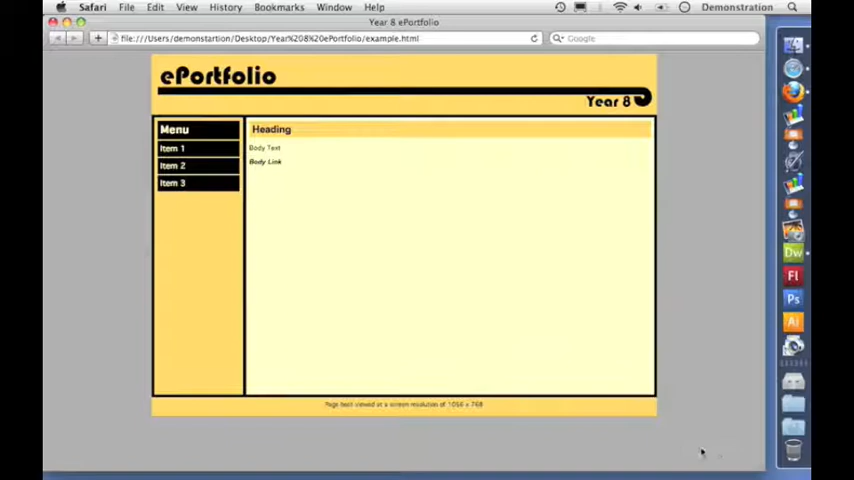 Safari File Edit View History Bookmarks Window Help Demonstration
Year 8 ePortfolio
file:///Users/demonstartion/Desktop/Year%208%20ePortfolio/example.html
Google
ePortfolio
Year 8
Menu
Heading
Item 1
Body Text
Item 2
Body Link
Item 3
Page best viewed at a screen resolution of 1056 x 768
Dw
Fl
Ps
Ai